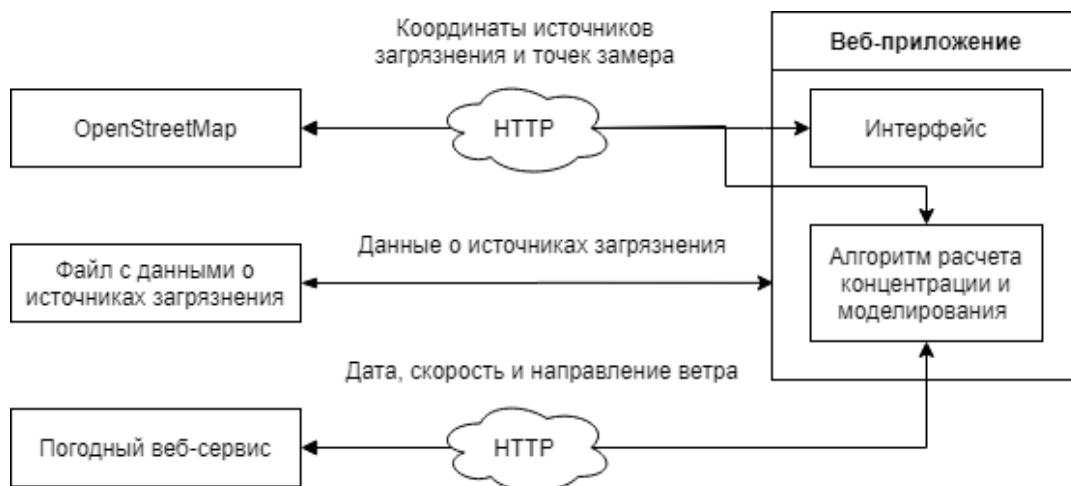 Координаты источников
загрязнения и точек замера
Веб-приложение
OpenStreetMap
HTTP
Интерфейс
Данные о источниках загрязнения
Файл с данными о
источниках загрязнения
Алгоритм расчета
концентрации и
моделирования
Дата, скорость и направление ветра
Погодный веб-сервис
HTTP